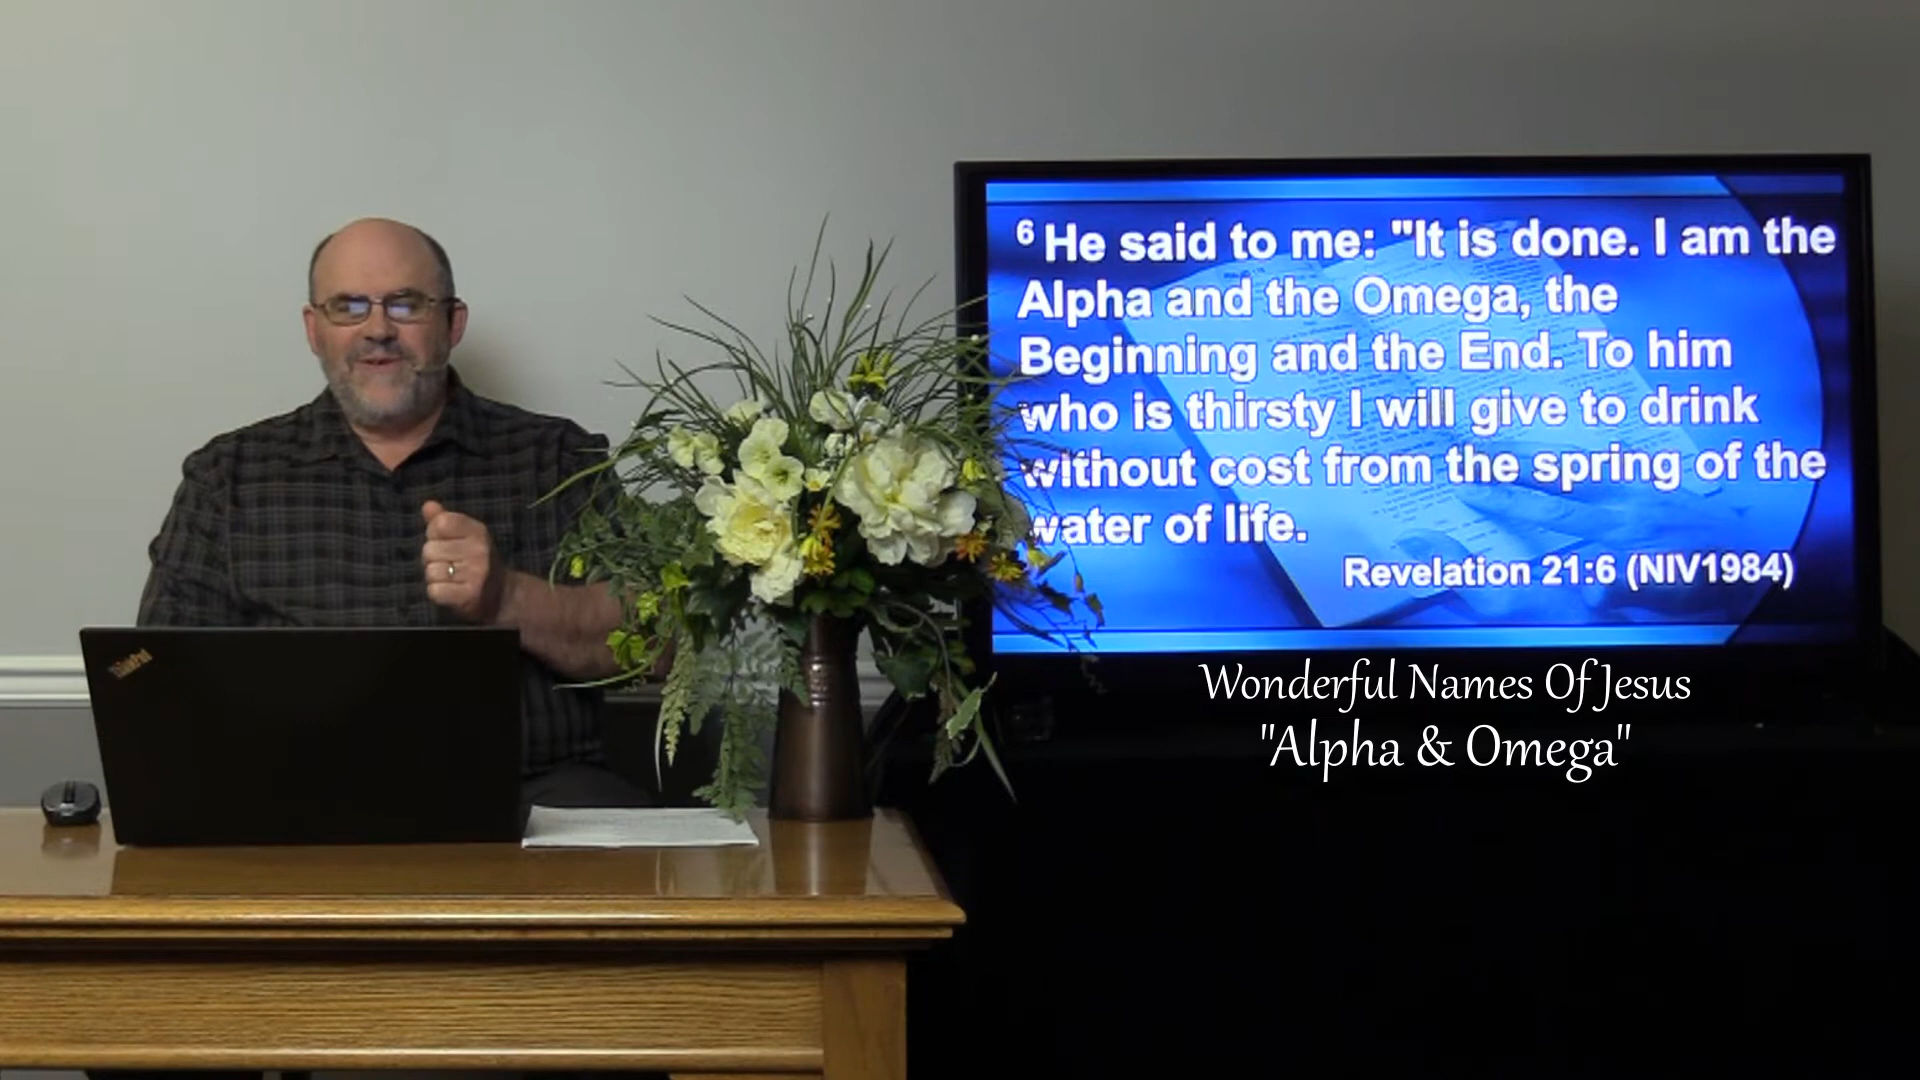 6 He said to me: "It is done. I am the
Alpha and the Omega, the
Beginning and the End. To him
who is thirsty I will give to drink
without cost from the spring of the
water of life.
Revelation 21:6 (NIV1984)
Wonderful Names Of Jesus
"Alpha & Omega"
ThinkPad